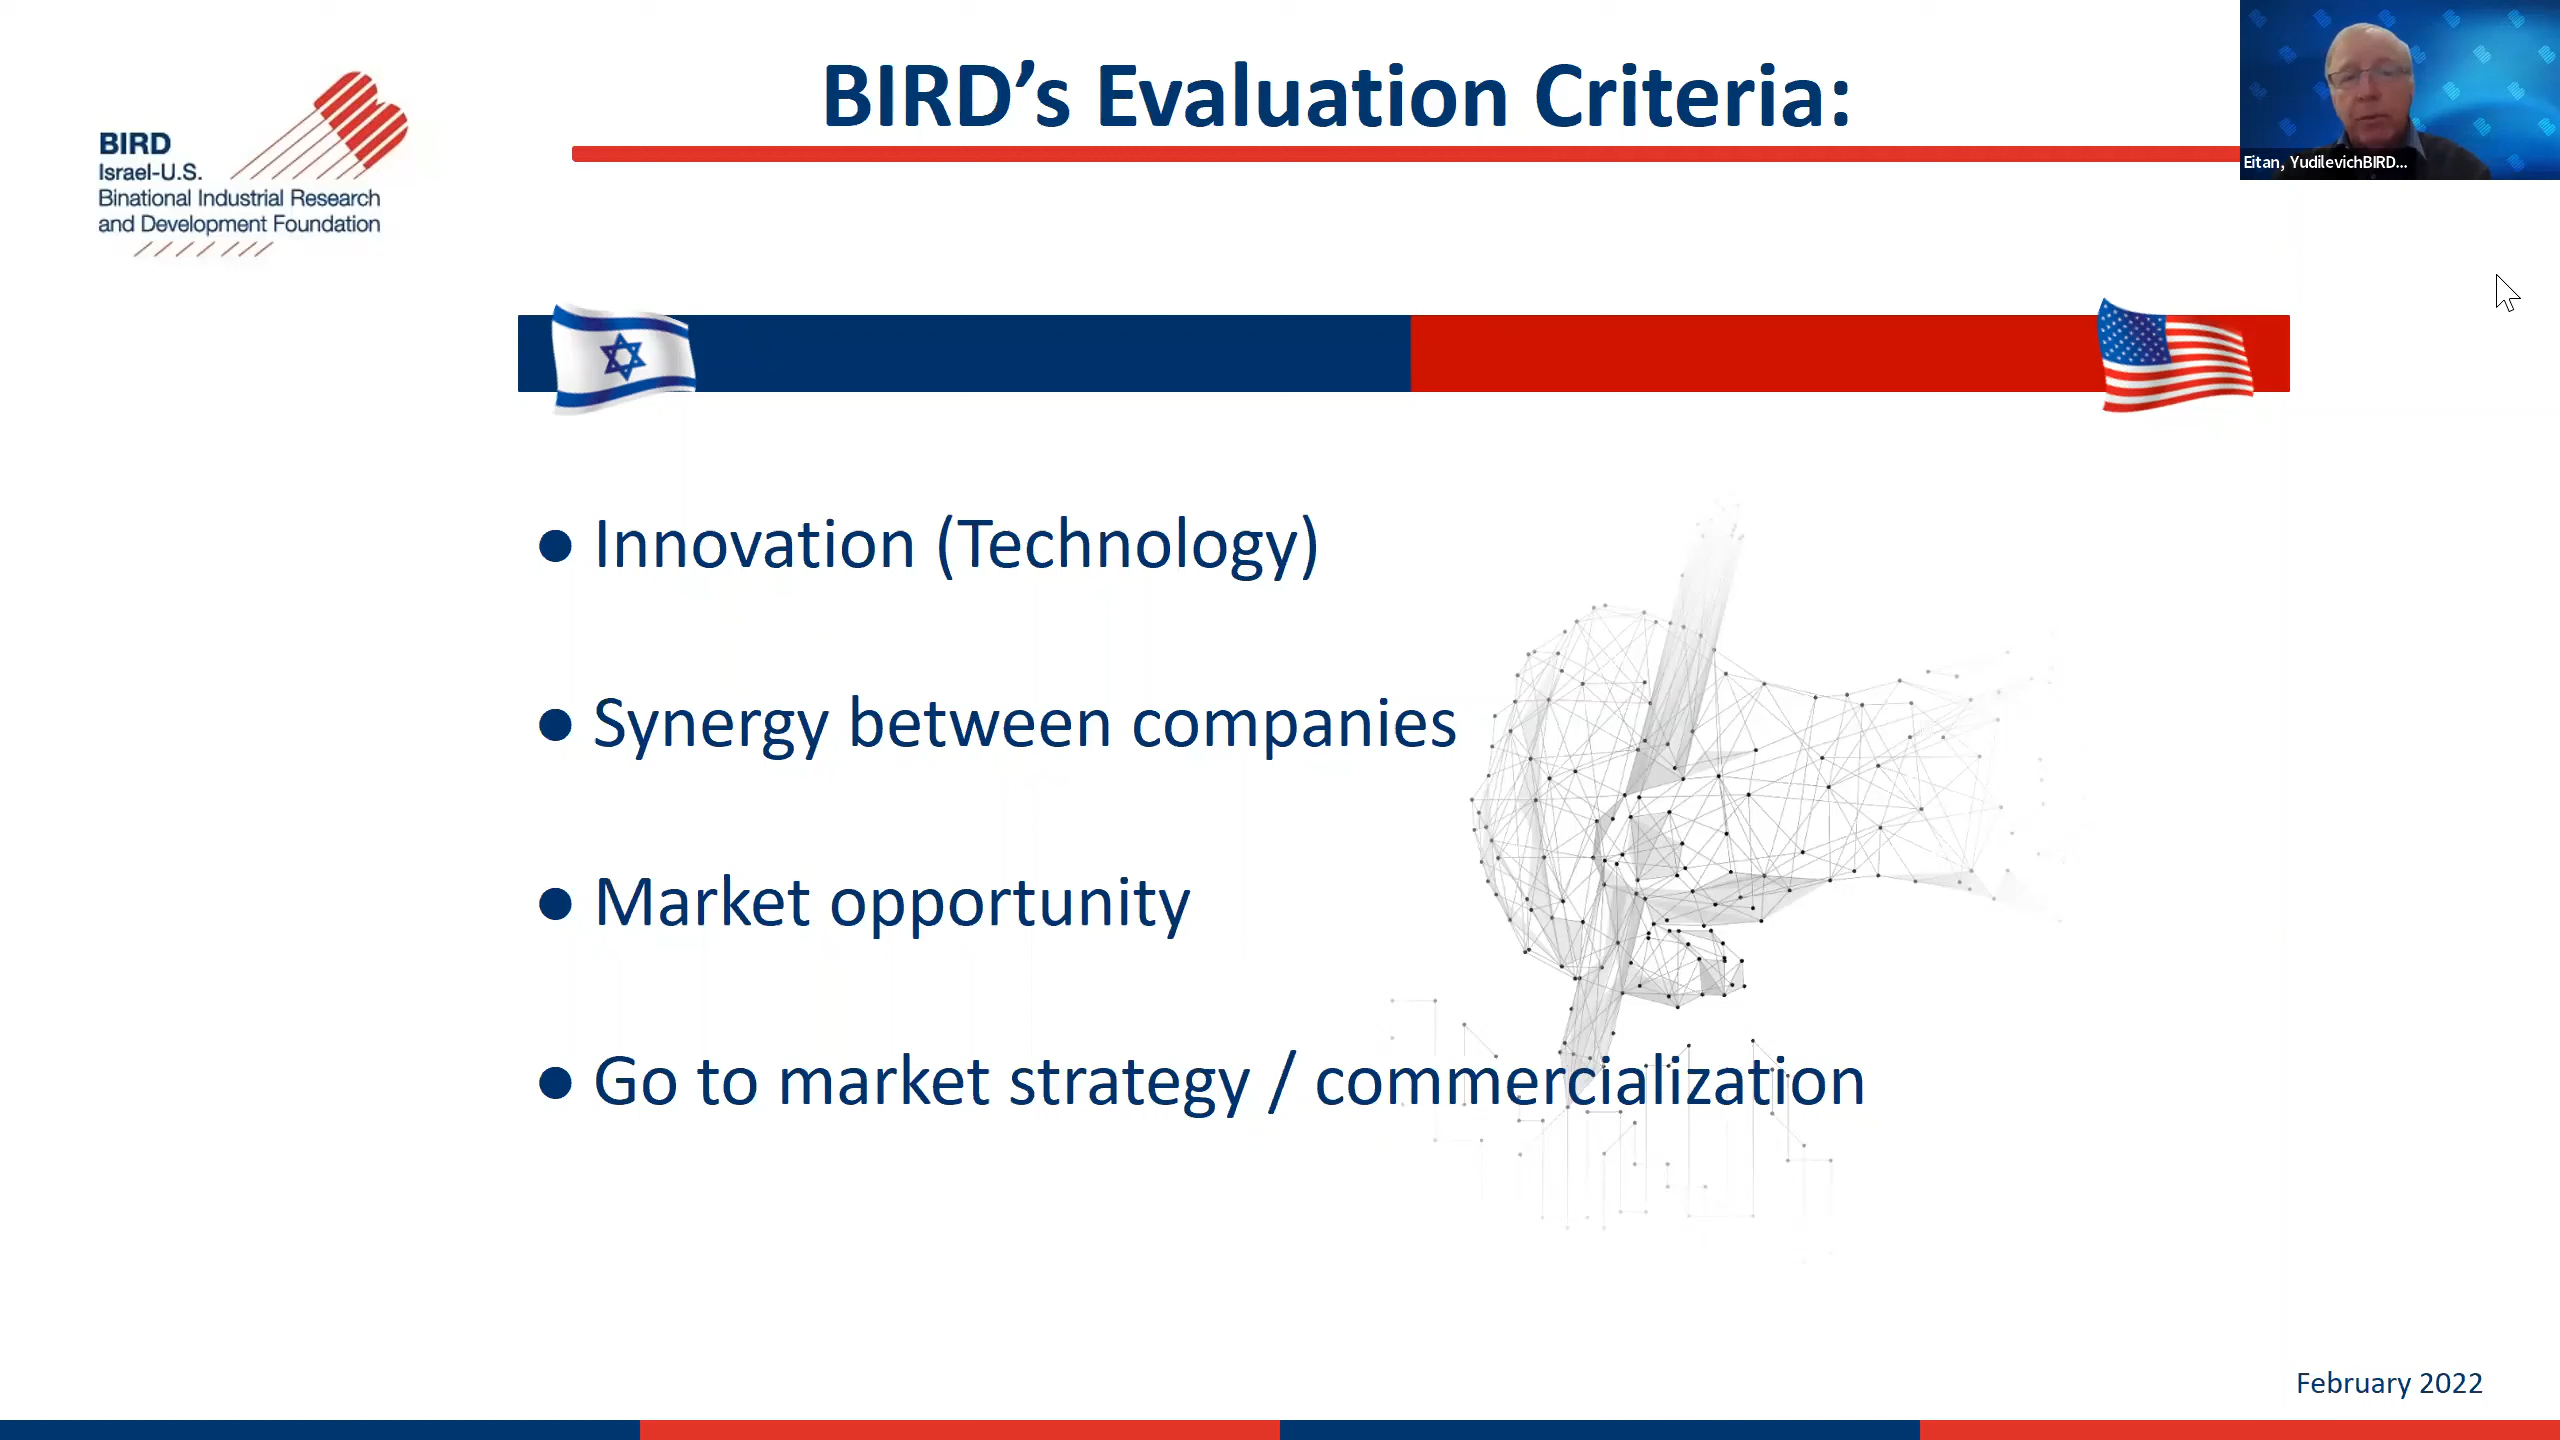 BIRD's Evaluation Criteria:
BIRD
Israel-U.S.
Binational Industrial Research
and Development Foundation
Eitan, YudilevichBIRD...
● Innovation (Technology)
● Synergy between companies
● Market opportunity
● Go to market strategy / commercialization
February 2022